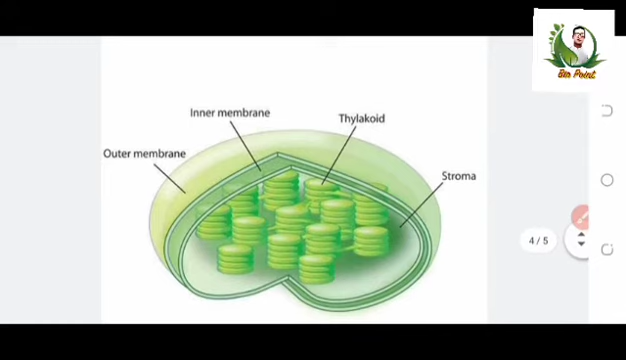 Bio Point
Inner membrane
Thylakoid
Outer membrane
Stroma
4 / 5